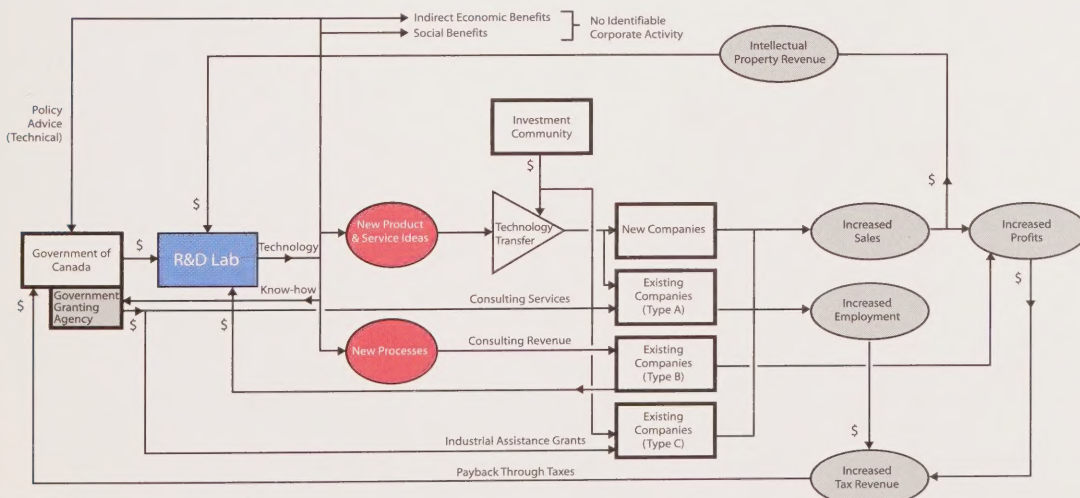 Indirect Economic Benefits
Social Benefits
No Identifiable
Corporate Activity
Intellectual
Property Revenue
Policy
Advice
(Technical)
Investment
Community
$
$
$
New Product
& Service Ideas
Technology
Transfer
New Companies
Increased
Sales
Increased
Profits
Government of
Canada
$
R&D Lab
Technology
$
Know-how
Government
Granting
Agency
$
$
$
Consulting Services
Existing
Companies
(Type A)
Increased
Employment
New Processes
Consulting Revenue
Existing
Companies
(Type B)
Existing
Companies
(Type C)
Industrial Assistance Grants
$
Payback Through Taxes
Increased
Tax Revenue